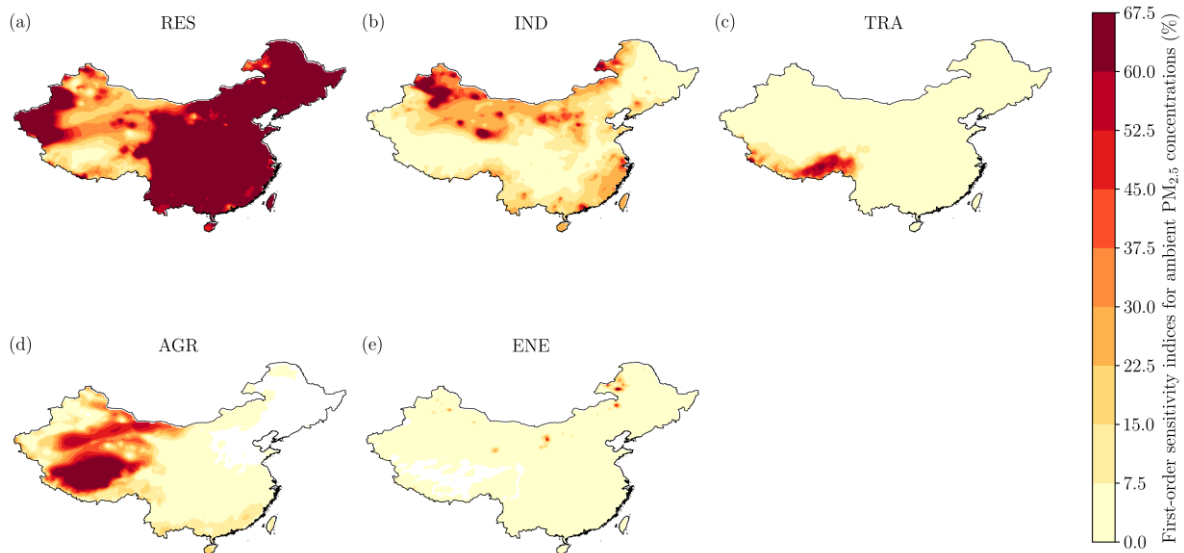 (a) RES
(b) IND
(c) TRA
(d) AGR
(e) ENE
67.5
60.0
52.5
45.0
37.5
30.0
22.5
15.0
7.5
0.0
First-order sensitivity indices for ambient PM2.5 concentrations (%)